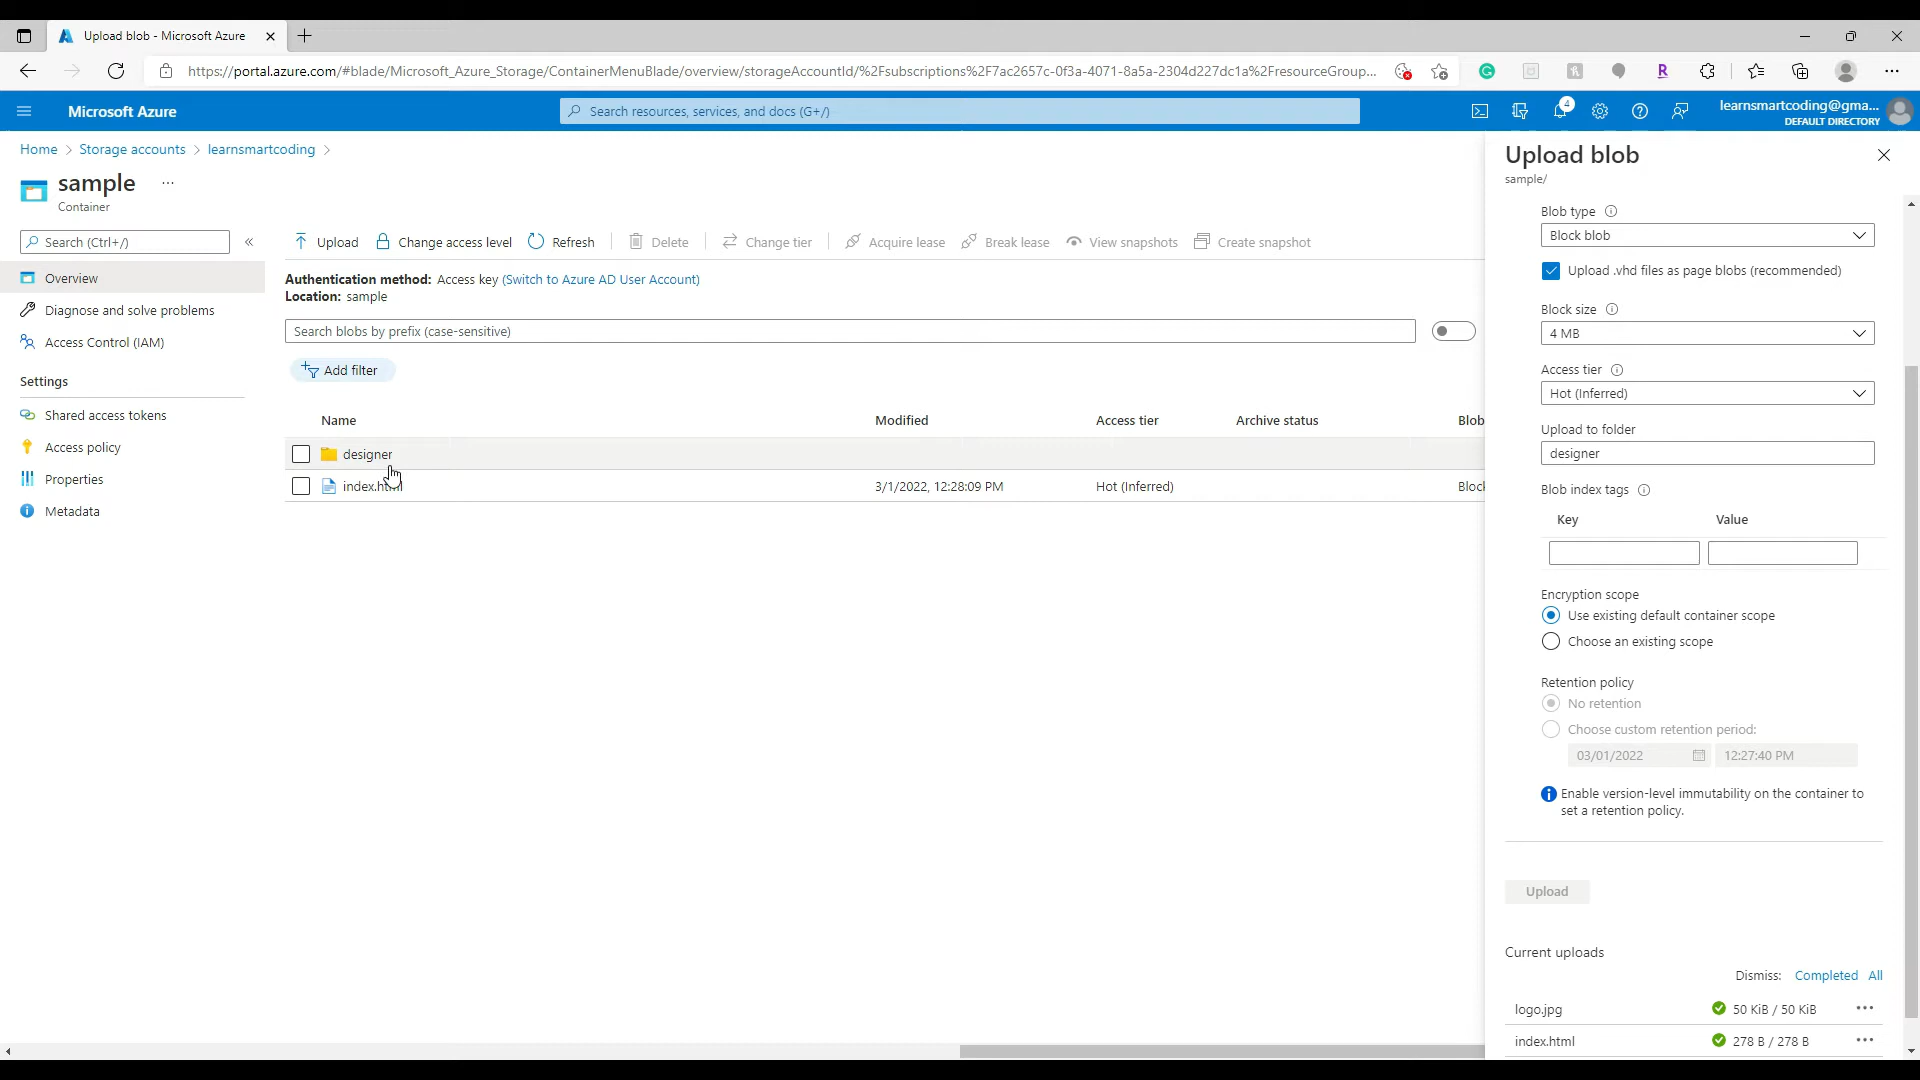 Upload blob - Microsoft Azure
https://portal.azure.com/#blade/Microsoft_Azure_Storage/ContainerMenuBlade/overview/storageAccountId/%2Fsubscriptions%2F7ac2657c-0f3a-4071-8a5a-2304d227dc1a%2FresourceGroup...
Microsoft Azure
Search resources, services, and docs (G+/)
4
learnsmartcoding@gma...
DEFAULT DIRECTORY
Home > Storage accounts > learnsmartcoding >
sample ...
Container
Search (Ctrl+/)
«
Overview
Diagnose and solve problems
Access Control (IAM)
Settings
Shared access tokens
Access policy
Properties
Metadata
Upload
Change access level
Refresh
Delete
Change tier
Acquire lease
Break lease
View snapshots
Create snapshot
Authentication method: Access key (Switch to Azure AD User Account)
Location: sample
Search blobs by prefix (case-sensitive)
Add filter
Name Modified Access tier Archive status Blob
designer
index.html 3/1/2022, 12:28:09 PM Hot (Inferred) Block
Upload blob
sample/
Blob type
Block blob
Upload .vhd files as page blobs (recommended)
Block size
4 MB
Access tier
Hot (Inferred)
Upload to folder
designer
Blob index tags
Key Value
Encryption scope
Use existing default container scope
Choose an existing scope
Retention policy
No retention
Choose custom retention period:
03/01/2022 12:27:40 PM
Enable version-level immutability on the container to
set a retention policy.
Upload
Current uploads
Dismiss: Completed All
logo.jpg 50 KiB / 50 KiB ...
index.html 278 B / 278 B ...